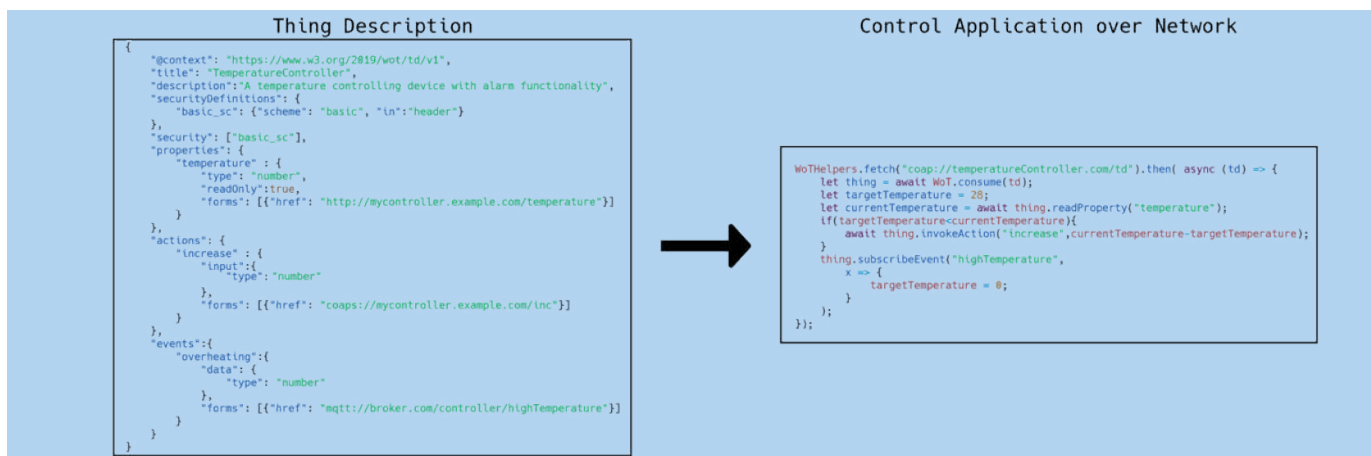 Thing Description
{
    "@context": "https://www.w3.org/2019/wot/td/v1",
    "title": "TemperatureController",
    "description":"A temperature controlling device with alarm functionality",
    "securityDefinitions": {
        "basic_sc": {"scheme": "basic", "in":"header"}
    },
    "security": ["basic_sc"],
    "properties": {
        "temperature" : {
            "type": "number",
            "readOnly":true,
            "forms": [{"href": "http://mycontroller.example.com/temperature"}]
        }
    },
    "actions": {
        "increase" : {
            "input":{
                "type": "number"
            },
            "forms": [{"href": "coaps://mycontroller.example.com/inc"}]
        }
    },
    "events":{
        "overheating":{
            "data": {
                "type": "number"
            },
            "forms": [{"href": "mqtt://broker.com/controller/highTemperature"}]
        }
    }
}
Control Application over Network
WoTHelpers.fetch("coap://temperatureController.com/td").then( async (td) => {
    let thing = await WoT.consume(td);
    let targetTemperature = 28;
    let currentTemperature = await thing.readProperty("temperature");
    if(targetTemperature<currentTemperature){
        await thing.invokeAction("increase",currentTemperature-targetTemperature);
    }
    thing.subscribeEvent("highTemperature",
        x => {
            targetTemperature = 0;
        }
    );
});